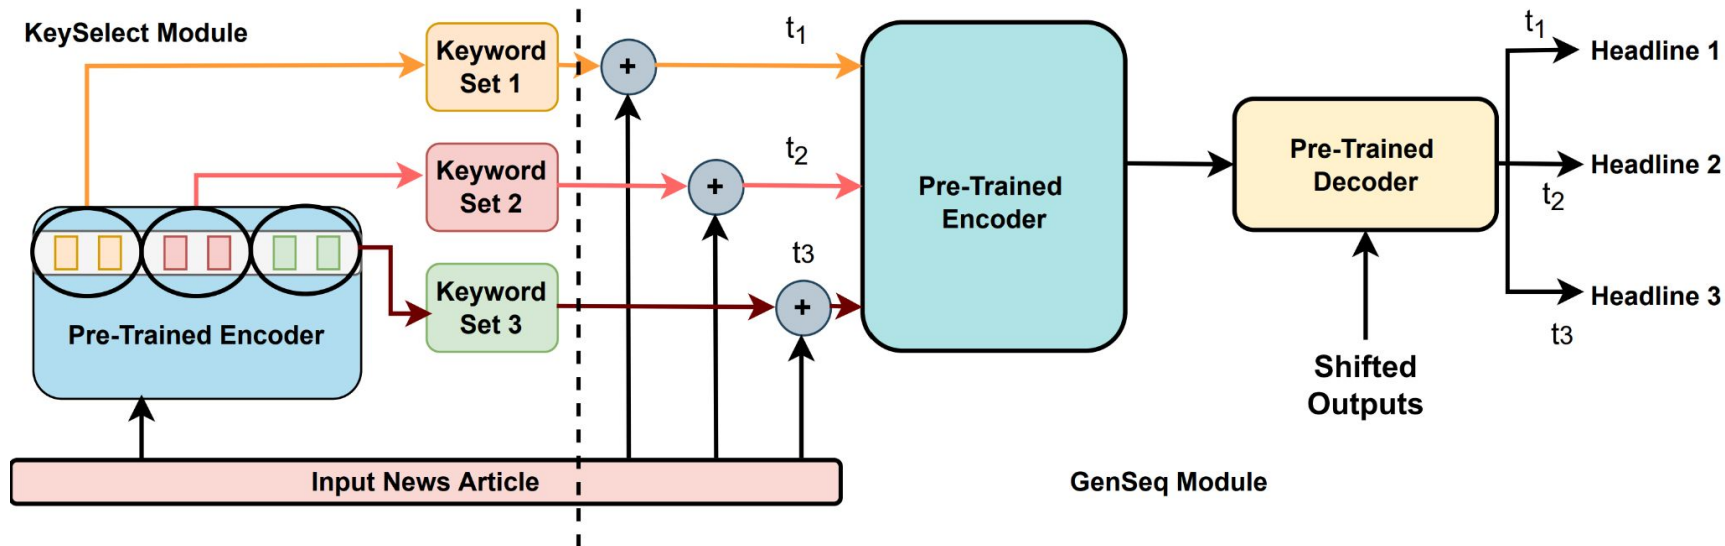 KeySelect Module
Keyword
Set 1
+
t1
t1
Headline 1
Keyword
Set 2
+
t2
Pre-Trained
Encoder
Pre-Trained
Decoder
Headline 2
t2
Keyword
Set 3
+
t3
Headline 3
t3
Pre-Trained Encoder
Shifted
Outputs
Input News Article
GenSeq Module